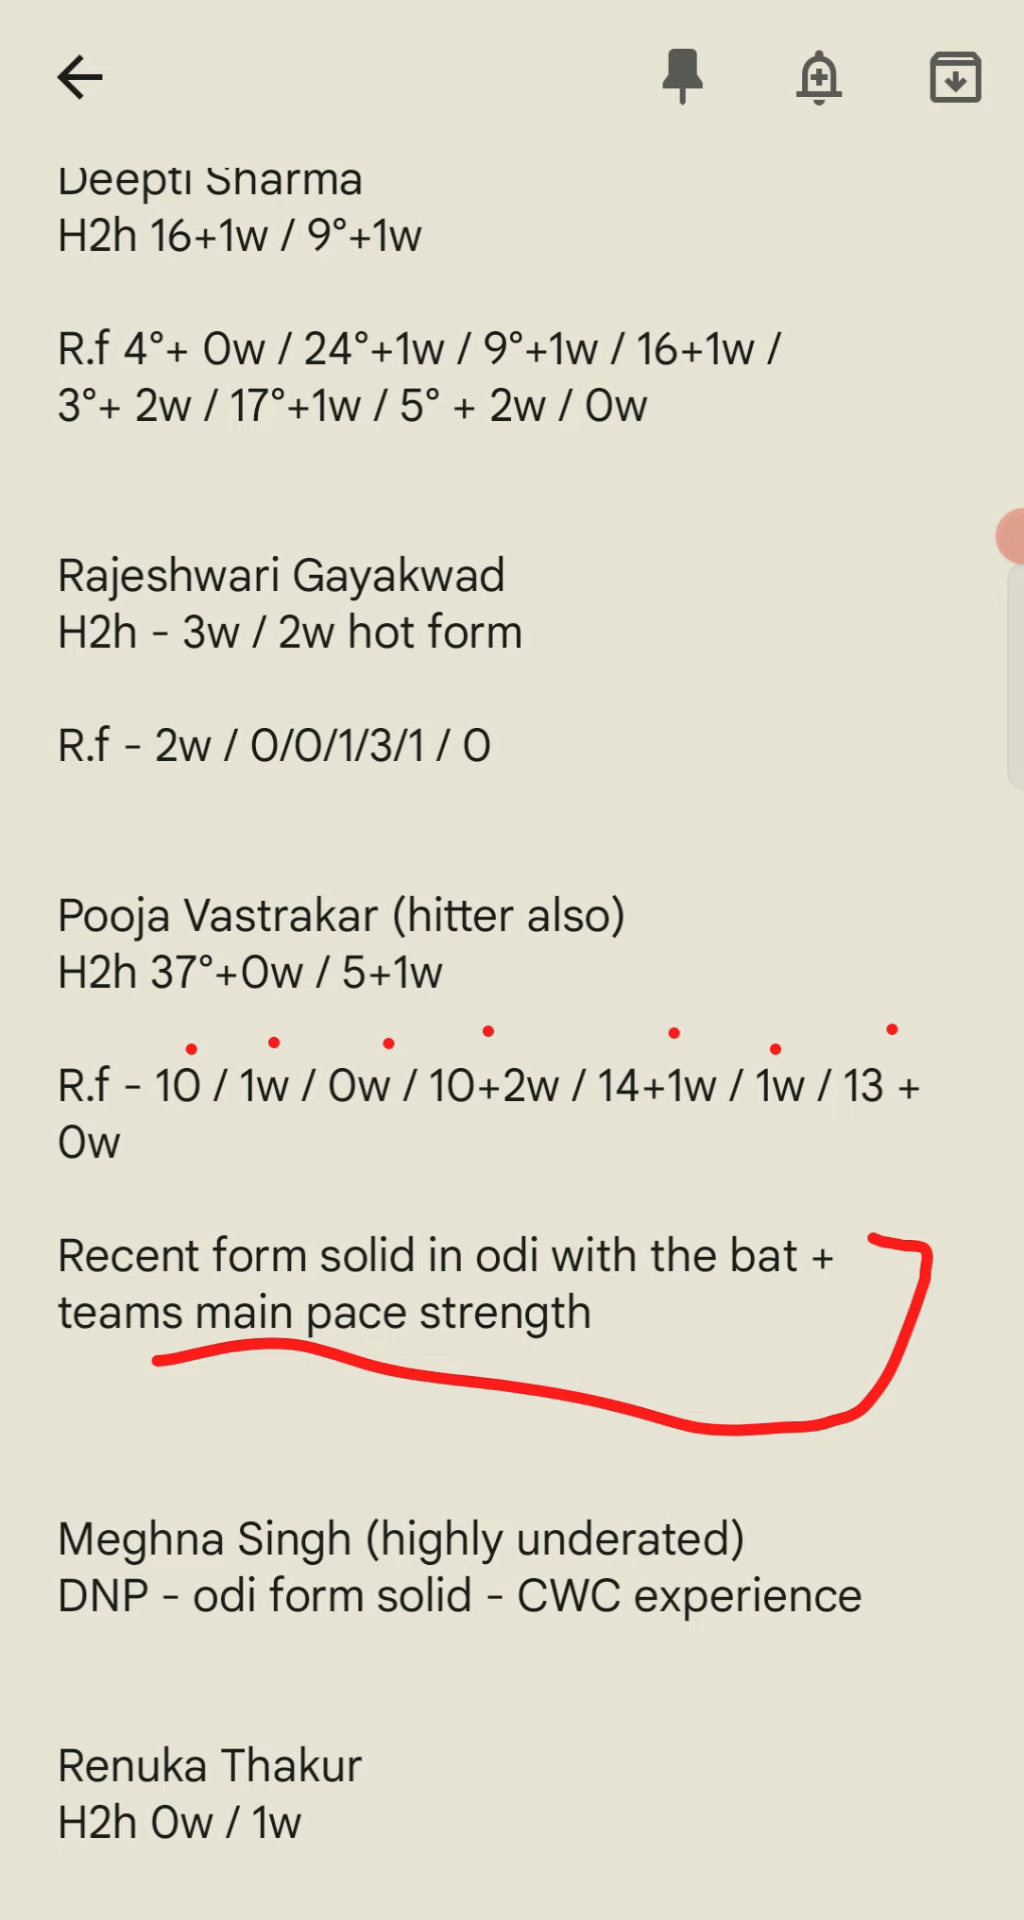 Deepti Sharma
H2h 16+1w / 9°+1w
R.f 4°+ 0w / 24°+1w / 9°+1w / 16+1w /
3°+ 2w / 17°+1w / 5° + 2w / 0w
Rajeshwari Gayakwad
H2h - 3w / 2w hot form
R.f - 2w / 0/0/1/3/1 / 0
Pooja Vastrakar (hitter also)
H2h 37°+0w / 5+1w
R.f - 10 / 1w / 0w / 10+2w / 14+1w / 1w / 13 +
0w
Recent form solid in odi with the bat +
teams main pace strength
Meghna Singh (highly underated)
DNP - odi form solid - CWC experience
Renuka Thakur
H2h 0w / 1w